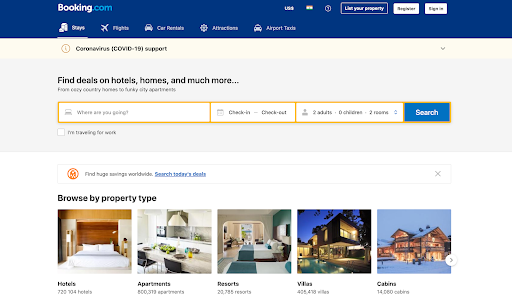 Booking.com
US$
List your property
Register
Sign in
Stays
Flights
Car Rentals
Attractions
Airport Taxis
Coronavirus (COVID-19) support
Find deals on hotels, homes, and much more...
From cozy country homes to funky city apartments
Where are you going?
Check-in — Check-out
2 adults · 0 children · 2 rooms
Search
I'm traveling for work
Find huge savings worldwide. Search today's deals
Browse by property type
Hotels
Apartments
Resorts
Villas
Cabins
720 104 hotels
800,319 apartments
20,785 resorts
405,418 villas
14,080 cabins